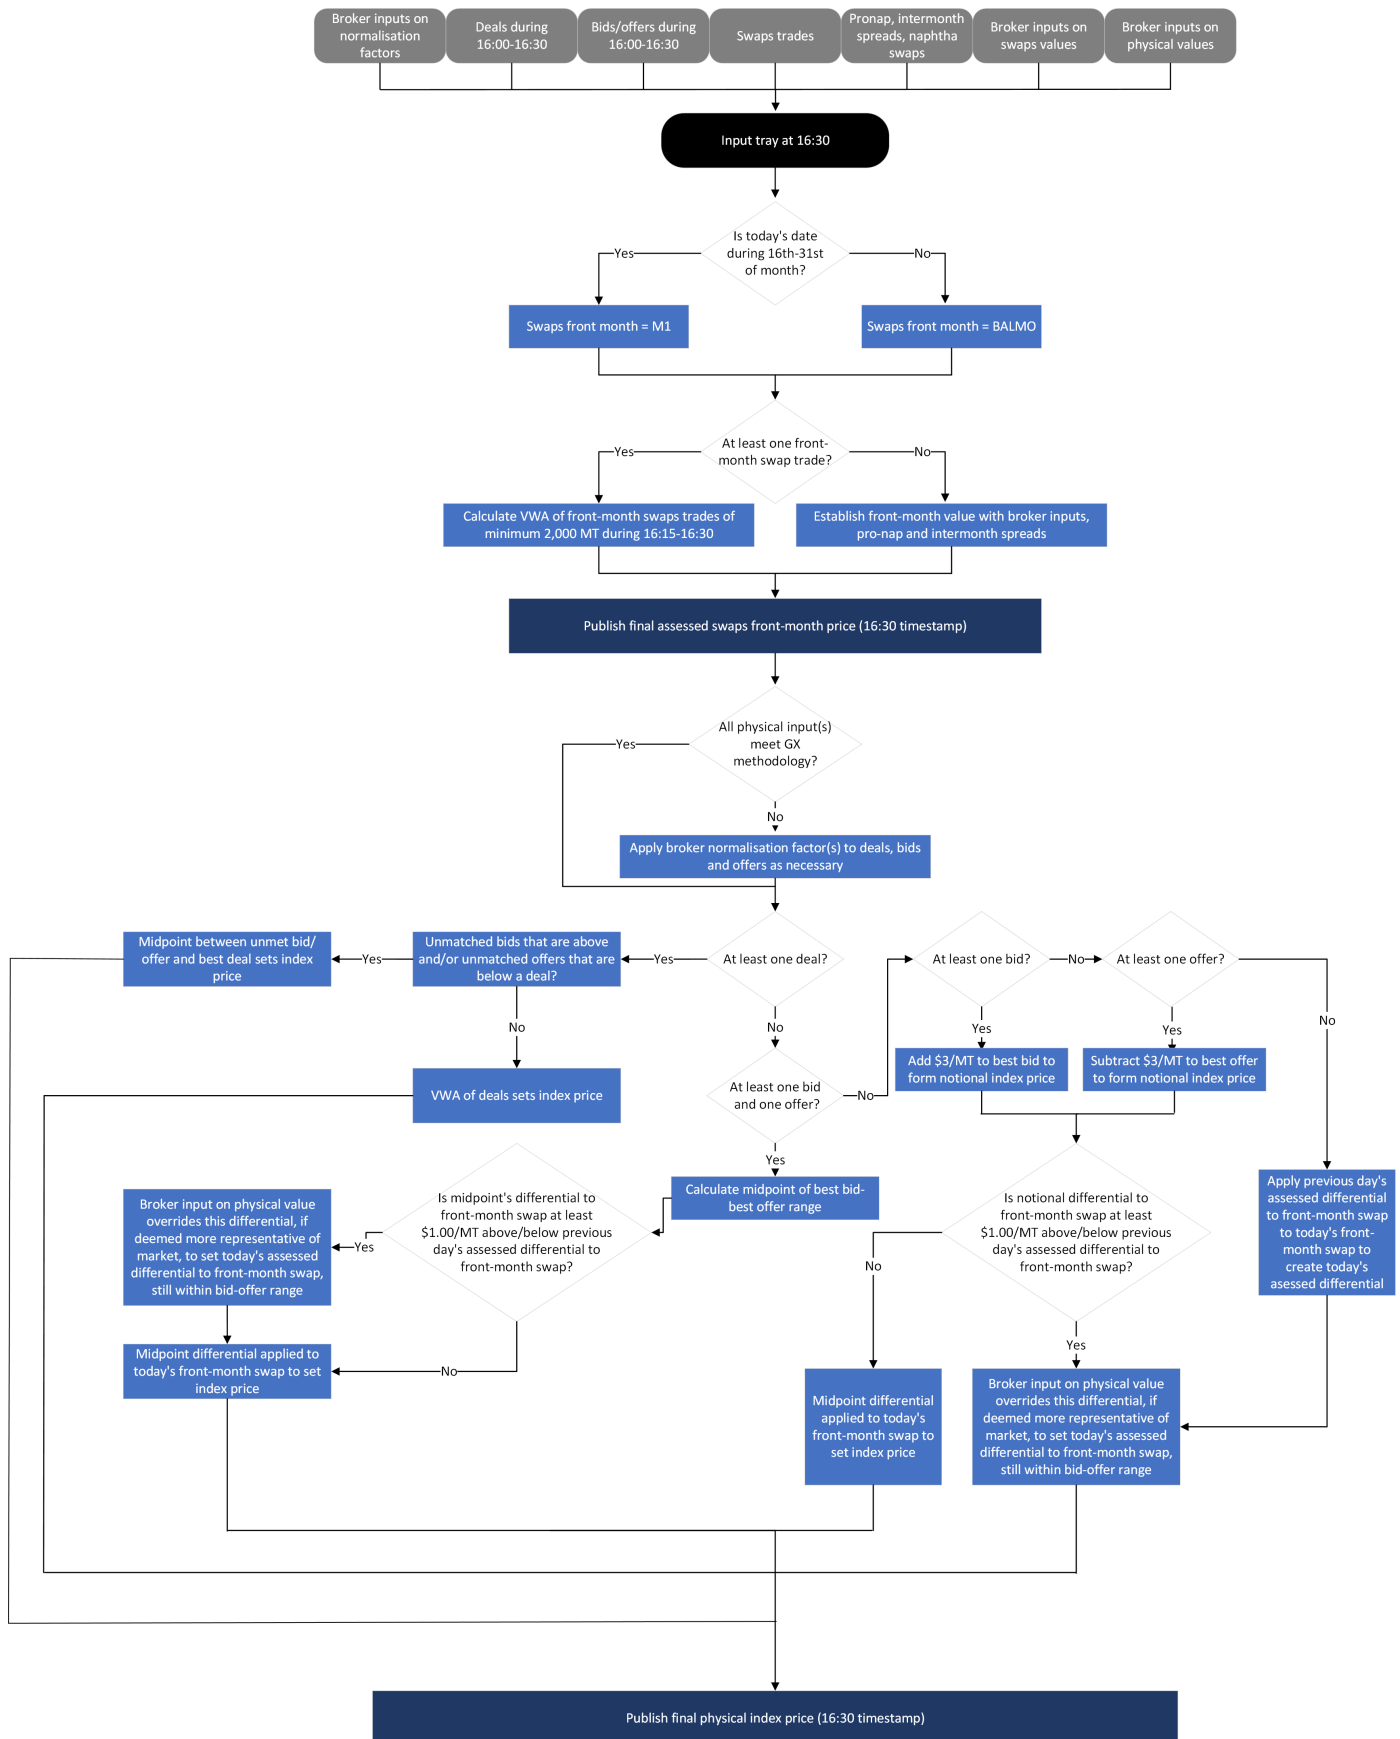 Broker inputs on
normalisation
factors
Deals during
16:00-16:30
Bids/offers during
16:00-16:30
Swaps trades
Pronap, intermonth
spreads, naphtha
swaps
Broker inputs on
swaps values
Broker inputs on
physical values
Input tray at 16:30
Is today's date
during 16th-31st
of month?
Yes
No
Swaps front month = M1
Swaps front month = BALMO
At least one front-
month swap trade?
Yes
No
Calculate VWA of front-month swaps trades of
minimum 2,000 MT during 16:15-16:30
Establish front-month value with broker inputs,
pro-nap and intermonth spreads
Publish final assessed swaps front-month price (16:30 timestamp)
All physical input(s)
meet GX
methodology?
Yes
No
Apply broker normalisation factor(s) to deals, bids
and offers as necessary
Midpoint between unmet bid/
offer and best deal sets index
price
Yes
Unmatched bids that are above
and/or unmatched offers that are
below a deal?
Yes
At least one deal?
At least one bid?
No
At least one offer?
No
No
No
Yes
Yes
Add $3/MT to best bid to
form notional index price
Subtract $3/MT to best offer
to form notional index price
VWA of deals sets index price
At least one bid
and one offer?
No
Yes
Calculate midpoint of best bid-
best offer range
Is midpoint's differential to
front-month swap at least
$1.00/MT above/below previous
day's assessed differential to
front-month swap?
Yes
Broker input on physical value
overrides this differential, if
deemed more representative of
market, to set today's assessed
differential to front-month swap,
still within bid-offer range
Is notional differential to
front-month swap at least
$1.00/MT above/below previous
day's assessed differential to
front-month swap?
No
Apply previous day's
assessed differential
to front-month swap
to today's front-
month swap to
create today's
asessed differential
Yes
Midpoint differential applied to
today's front-month swap to set
index price
No
Midpoint differential
applied to today's
front-month swap to
set index price
Broker input on physical value
overrides this differential, if
deemed more representative of
market, to set today's assessed
differential to front-month swap,
still within bid-offer range
Publish final physical index price (16:30 timestamp)